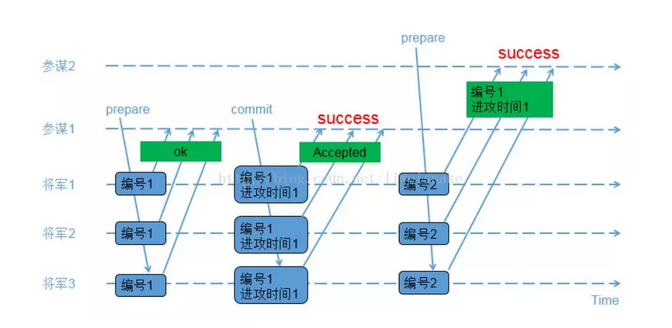 prepare
success
参谋2
编号1
进攻时间1
prepare
commit
success
参谋1
ok
Accepted
将军1
编号1
编号1
进攻时间1
编号2
将军2
编号1
编号1
进攻时间1
编号2
将军3
编号1
编号1
进攻时间1
编号2
Time